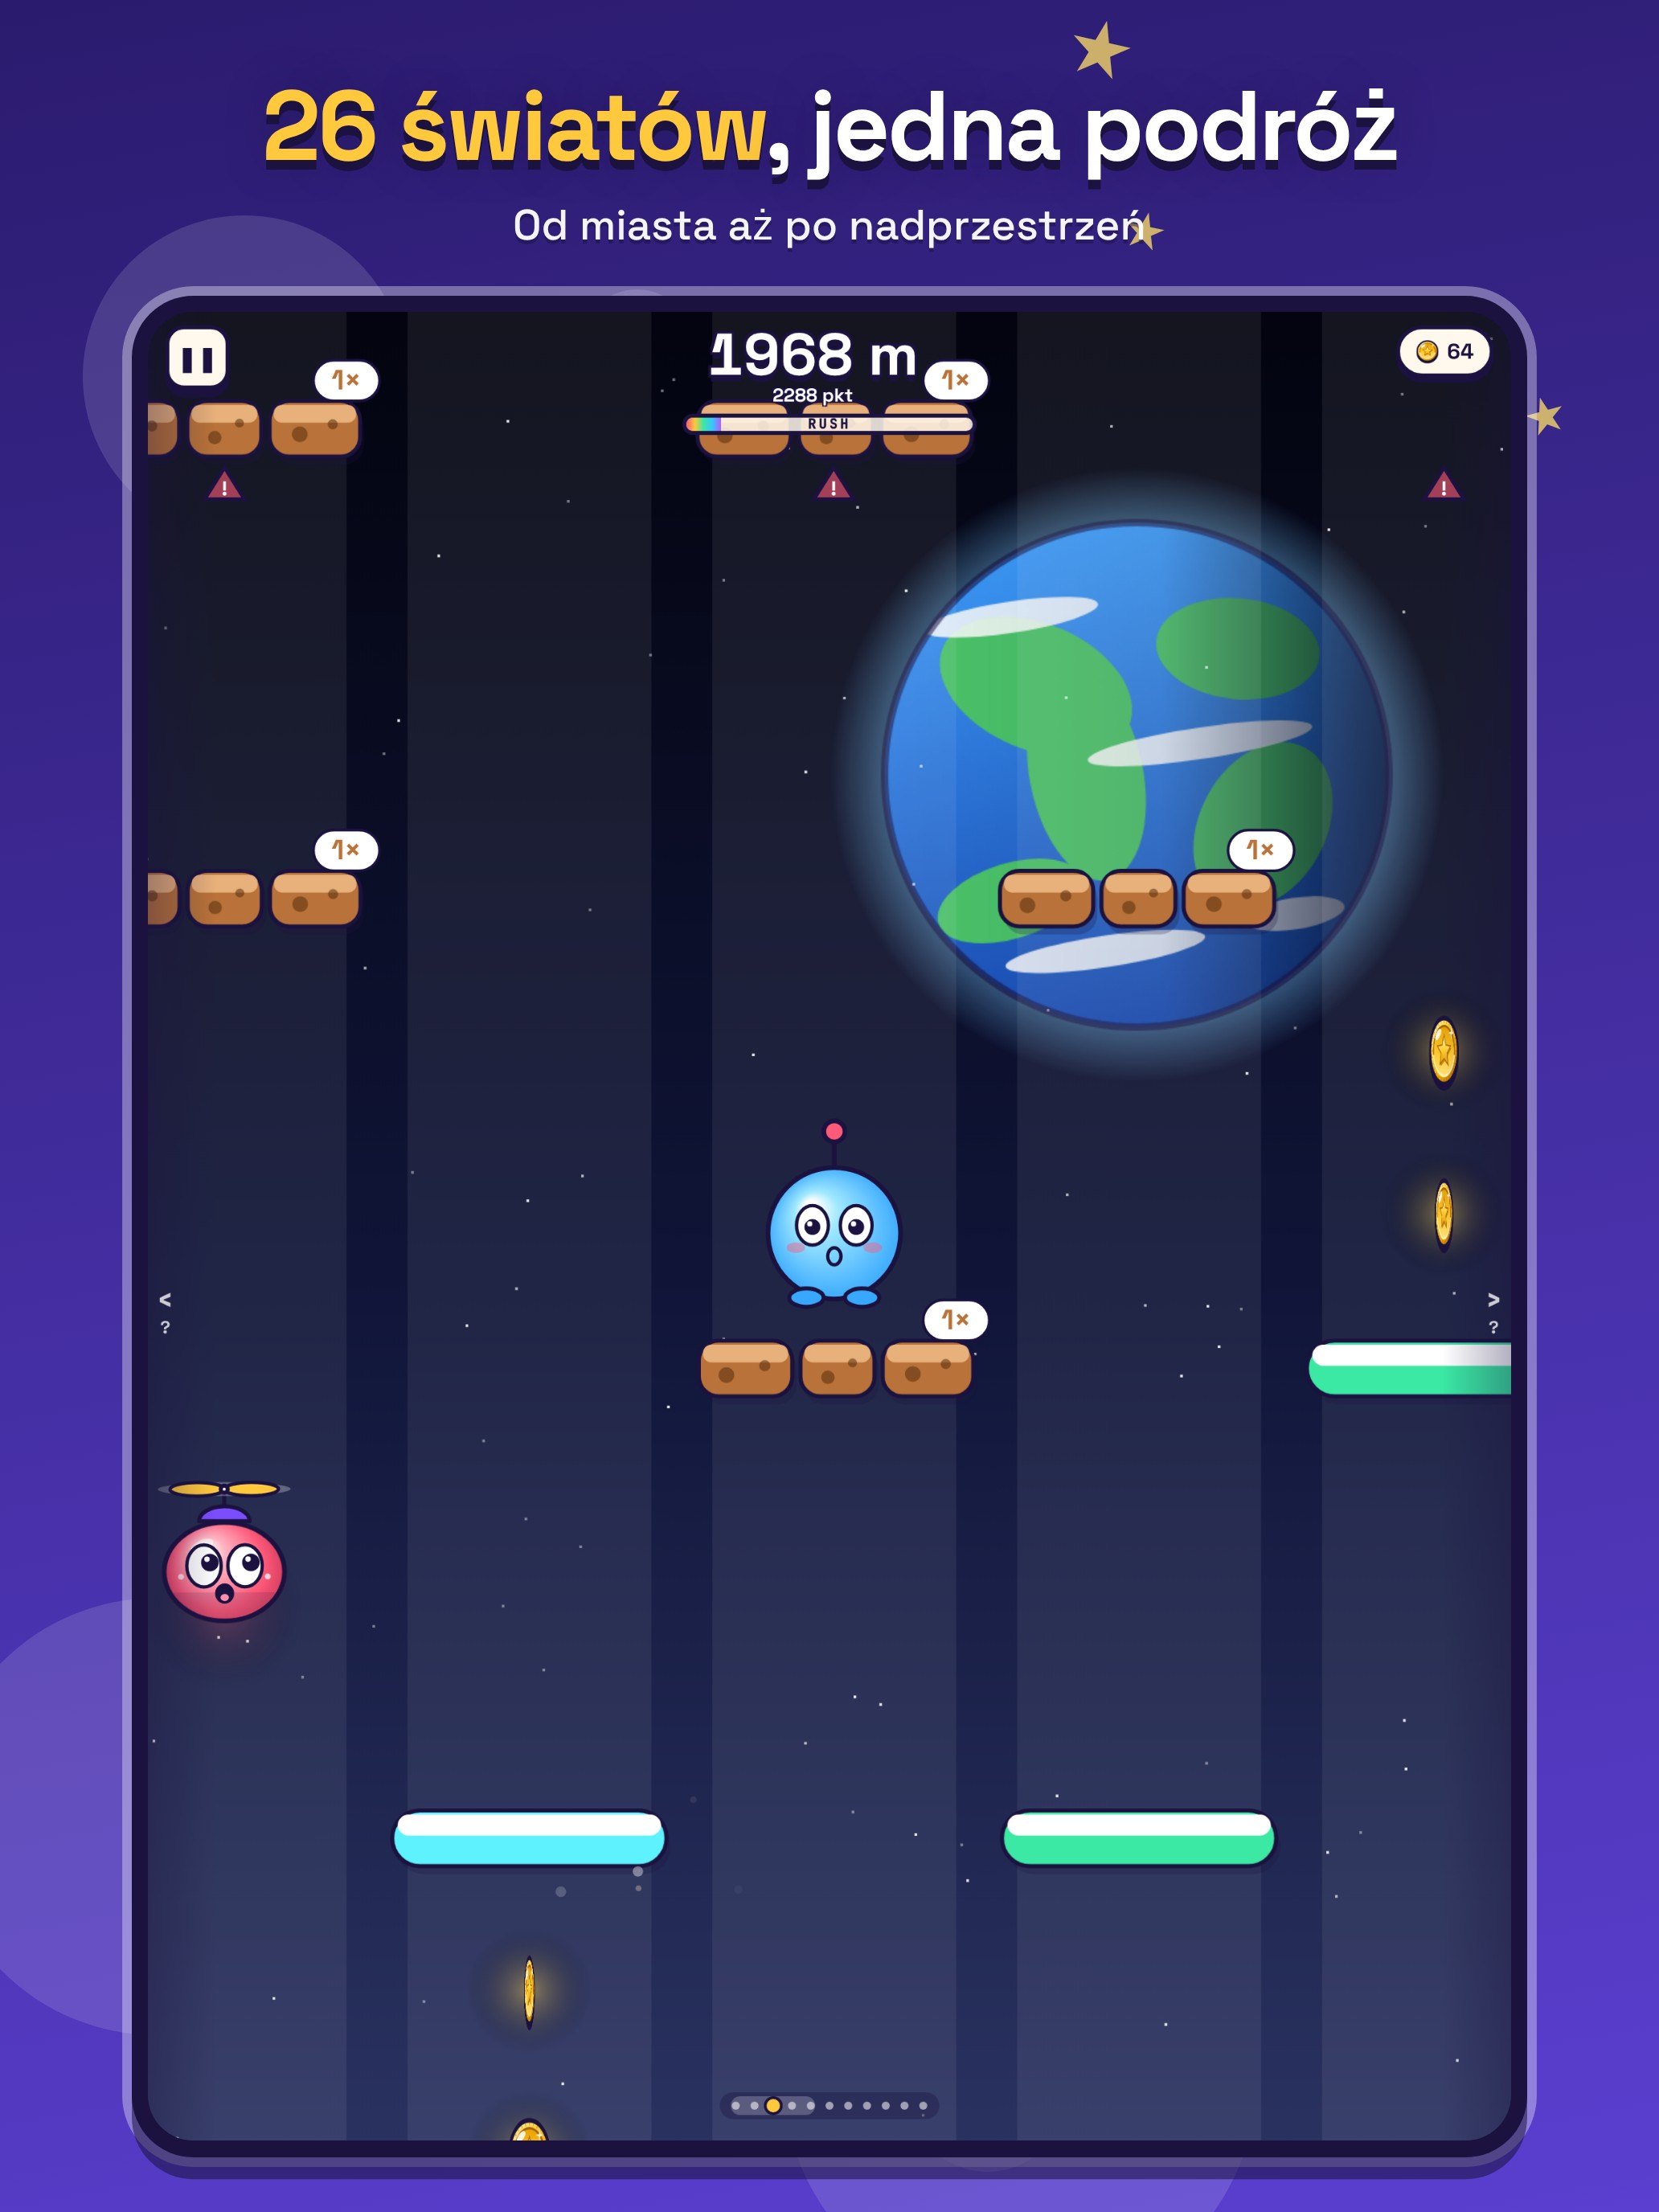 26 światów, jedna podróż
Od miasta aż po nadprzestrzeń
1968 m
64
1×
1×
2288 pkt
RUSH
!
!
!
1×
1×
<
>
?
?
1×